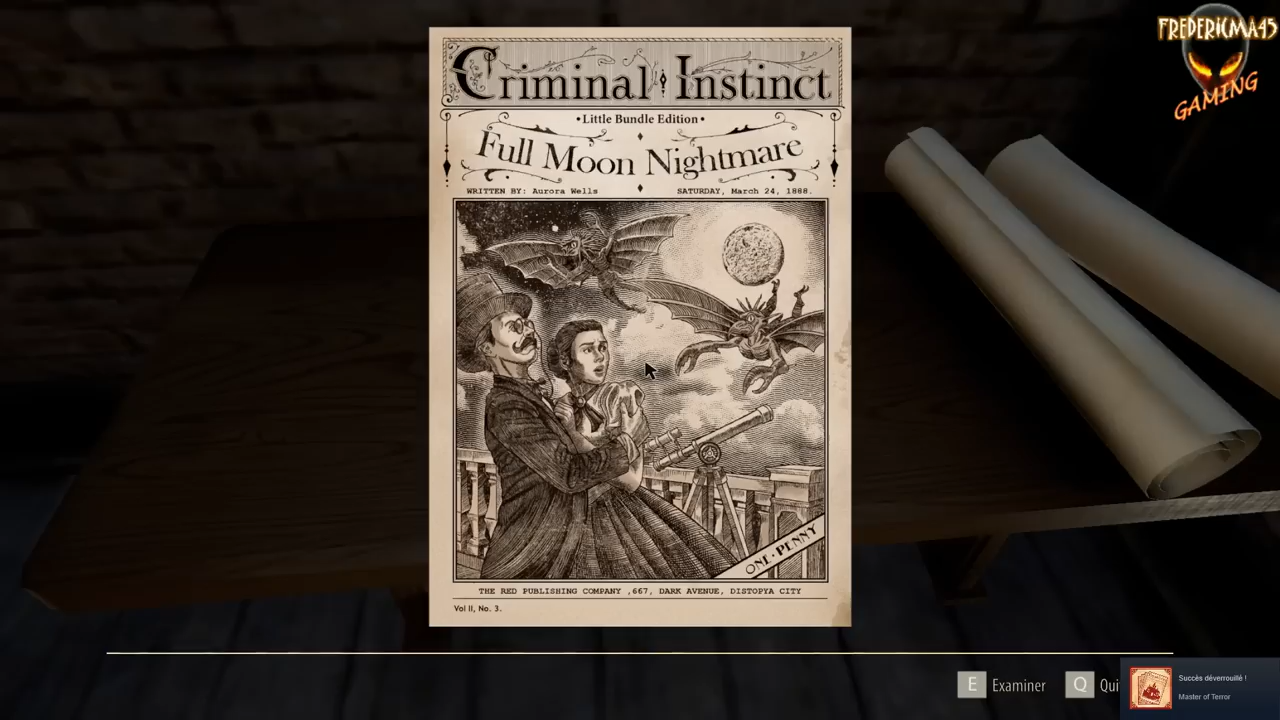 FREDERICMA45
GAMING
Criminal Instinct
•Little Bundle Edition•
Full Moon Nightmare
WRITTEN BY: Aurora Wells
SATURDAY, March 24, 1888.
ONE · PENNY
THE RED PUBLISHING COMPANY ,667, DARK AVENUE, DISTOPYA CITY
Vol II, No. 3.
E Examiner
Q Qui
Succès déverrouillé !
Master of Terror